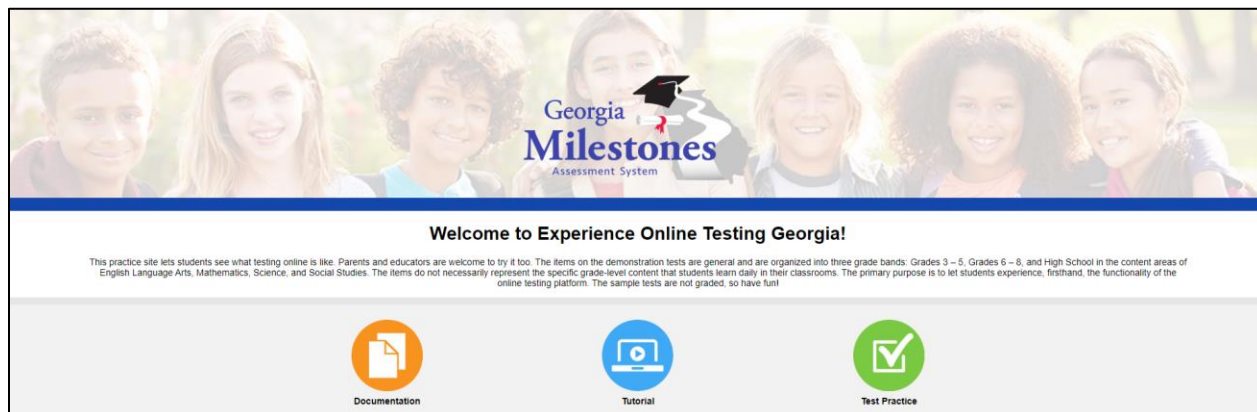 Georgia
Milestones
Assessment System
Welcome to Experience Online Testing Georgia!
This practice site lets students see what testing online is like. Parents and educators are welcome to try it too. The items on the demonstration tests are general and are organized into three grade bands: Grades 3 – 5, Grades 6 – 8, and High School in the content areas of
English Language Arts, Mathematics, Science, and Social Studies. The items do not necessarily represent the specific grade-level content that students learn daily in their classrooms. The primary purpose is to let students experience, firsthand, the functionality of the
online testing platform. The sample tests are not graded, so have fun!
Documentation
Tutorial
Test Practice